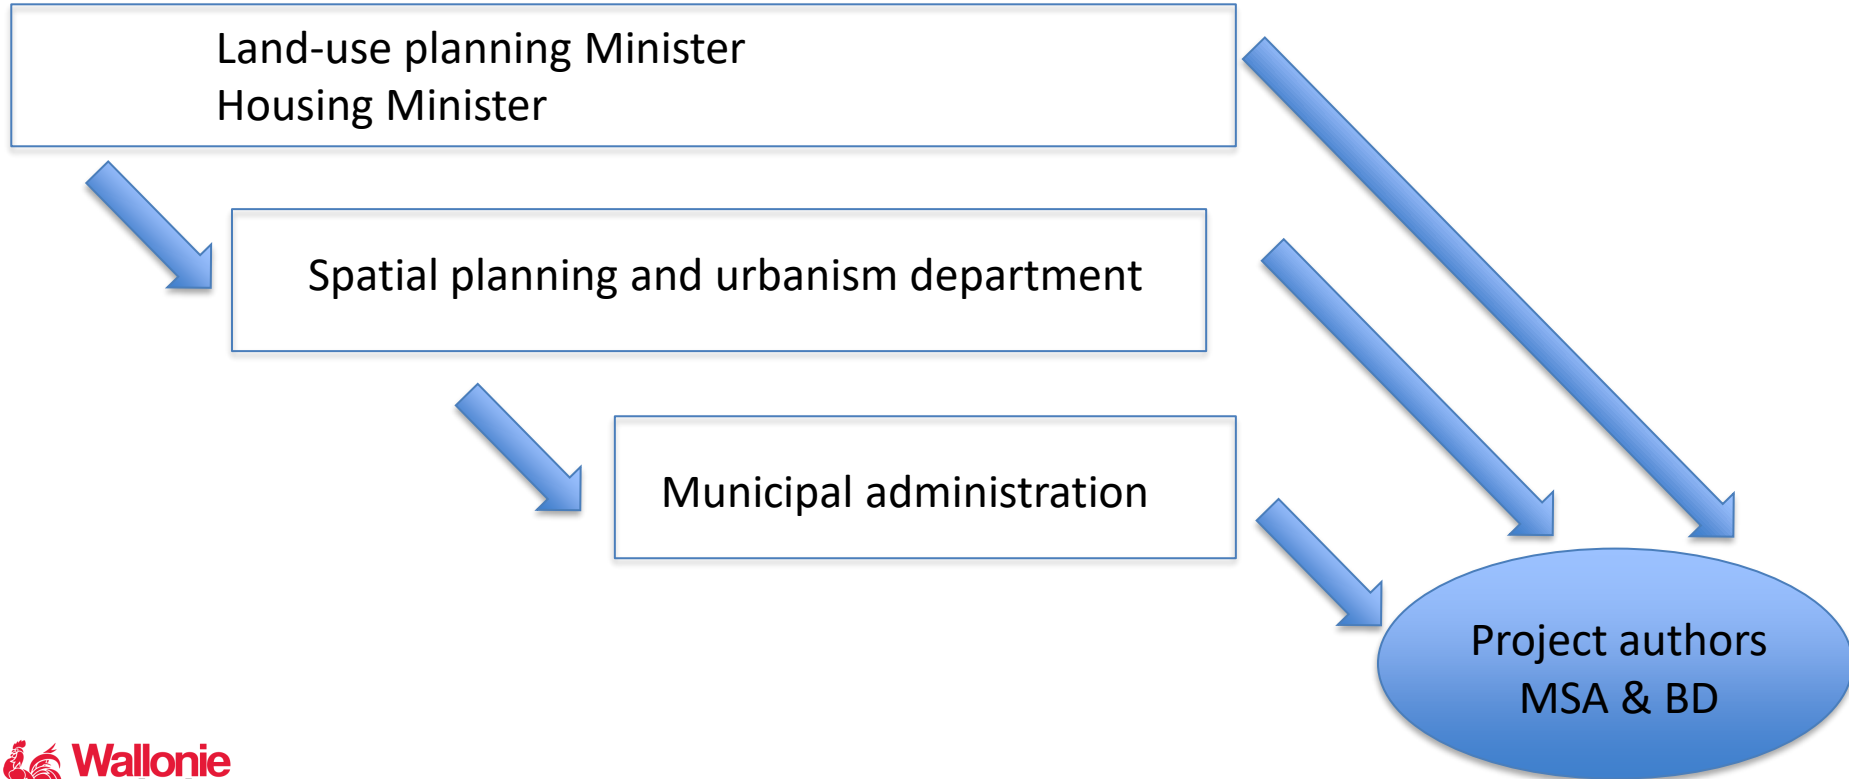 Land-use planning Minister
Housing Minister
Spatial planning and urbanism department
Municipal administration
Project authors
MSA & BD
Wallonie